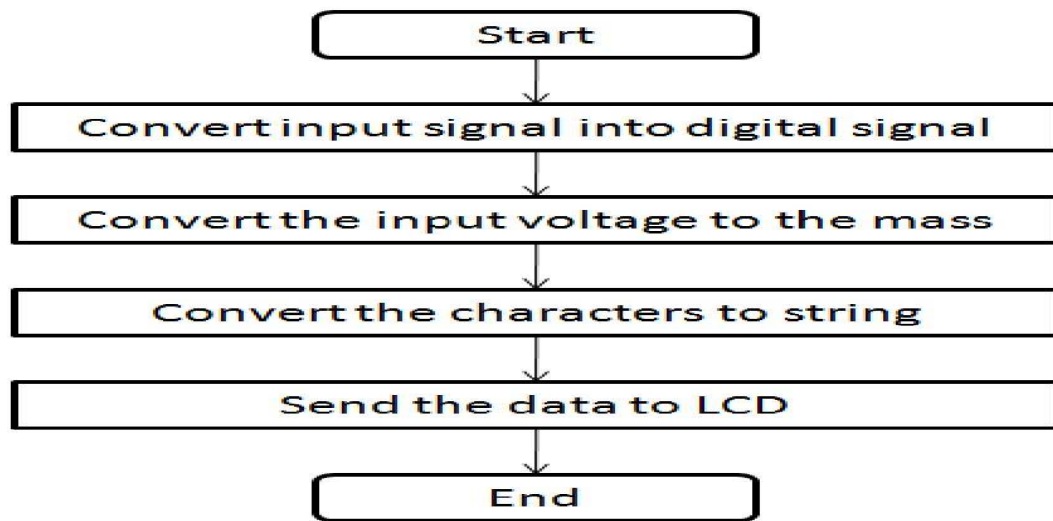 Start
Convert input signal into digital signal
Convert the input voltage to the mass
Convert the characters to string
Send the data to LCD
End